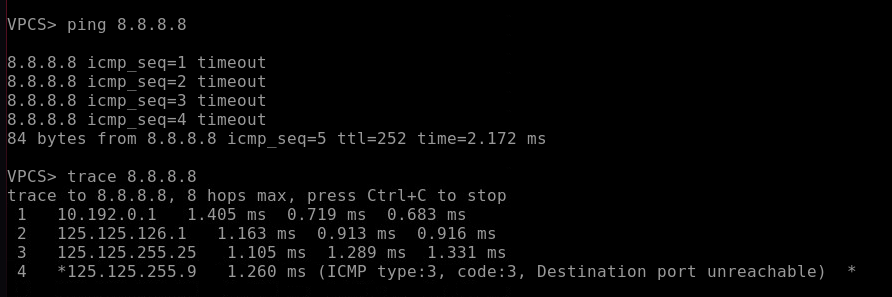 VPCS> ping 8.8.8.8
8.8.8.8 icmp_seq=1 timeout
8.8.8.8 icmp_seq=2 timeout
8.8.8.8 icmp_seq=3 timeout
8.8.8.8 icmp_seq=4 timeout
84 bytes from 8.8.8.8 icmp_seq=5 ttl=252 time=2.172 ms
VPCS> trace 8.8.8.8
trace to 8.8.8.8, 8 hops max, press Ctrl+C to stop
 1   10.192.0.1   1.405 ms  0.719 ms  0.683 ms
 2   125.125.126.1   1.163 ms  0.913 ms  0.916 ms
 3   125.125.255.25   1.105 ms  1.289 ms  1.331 ms
 4   *125.125.255.9   1.260 ms (ICMP type:3, code:3, Destination port unreachable)  *